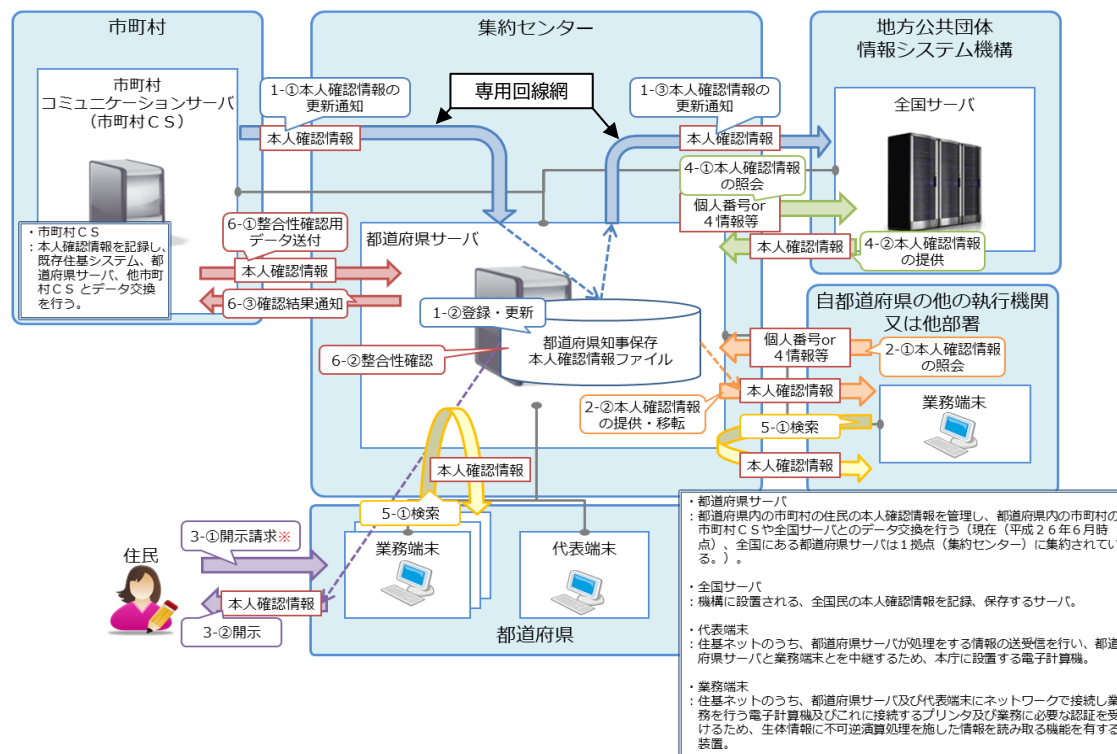 市町村
集約センター
地方公共団体
情報システム機構
市町村
コミュニケーションサーバ
（市町村ＣＳ）
1-①本人確認情報の
更新通知
専用回線網
1-③本人確認情報の
更新通知
全国サーバ
本人確認情報
本人確認情報
4-①本人確認情報
の照会
個人番号or
４情報等
本人確認情報
4-②本人確認情報
の提供
・市町村ＣＳ
：本人確認情報を記録し、
既存住基システム、都
道府県サーバ、他市町
村ＣＳ とデータ交換
を行う。
6-①整合性確認用
データ送付
本人確認情報
6-③確認結果通知
都道府県サーバ
1-②登録・更新
6-②整合性確認
都道府県知事保存
本人確認情報ファイル
自都道府県の他の執行機関
又は他部署
個人番号or
４情報等
2-①本人確認情報
の照会
本人確認情報
2-②本人確認情報
の提供・移転
業務端末
5-①検索
本人確認情報
本人確認情報
5-①検索
住民
3-①開示請求※
本人確認情報
3-②開示
業務端末
代表端末
都道府県
・都道府県サーバ
：都道府県内の市町村の住民の本人確認情報を管理し、都道府県内の市町村の
市町村ＣＳや全国サーバとのデータ交換を行う（現在（平成２６年６月時
点）、全国にある都道府県サーバは１拠点（集約センター）に集約されてい
る。）。
・全国サーバ
：機構に設置される、全国民の本人確認情報を記録、保存するサーバ。
・代表端末
：住基ネットのうち、都道府県サーバが処理をする情報の送受信を行い、都道
府県サーバと業務端末とを中継するため、本庁に設置する電子計算機。
・業務端末
：住基ネットのうち、都道府県サーバ及び代表端末にネットワークで接続し業
務を行う電子計算機及びこれに接続するプリンタ及び業務に必要な認証を受
けるため、生体情報に不可逆演算処理を施した情報を読み取る機能を有する
装置。